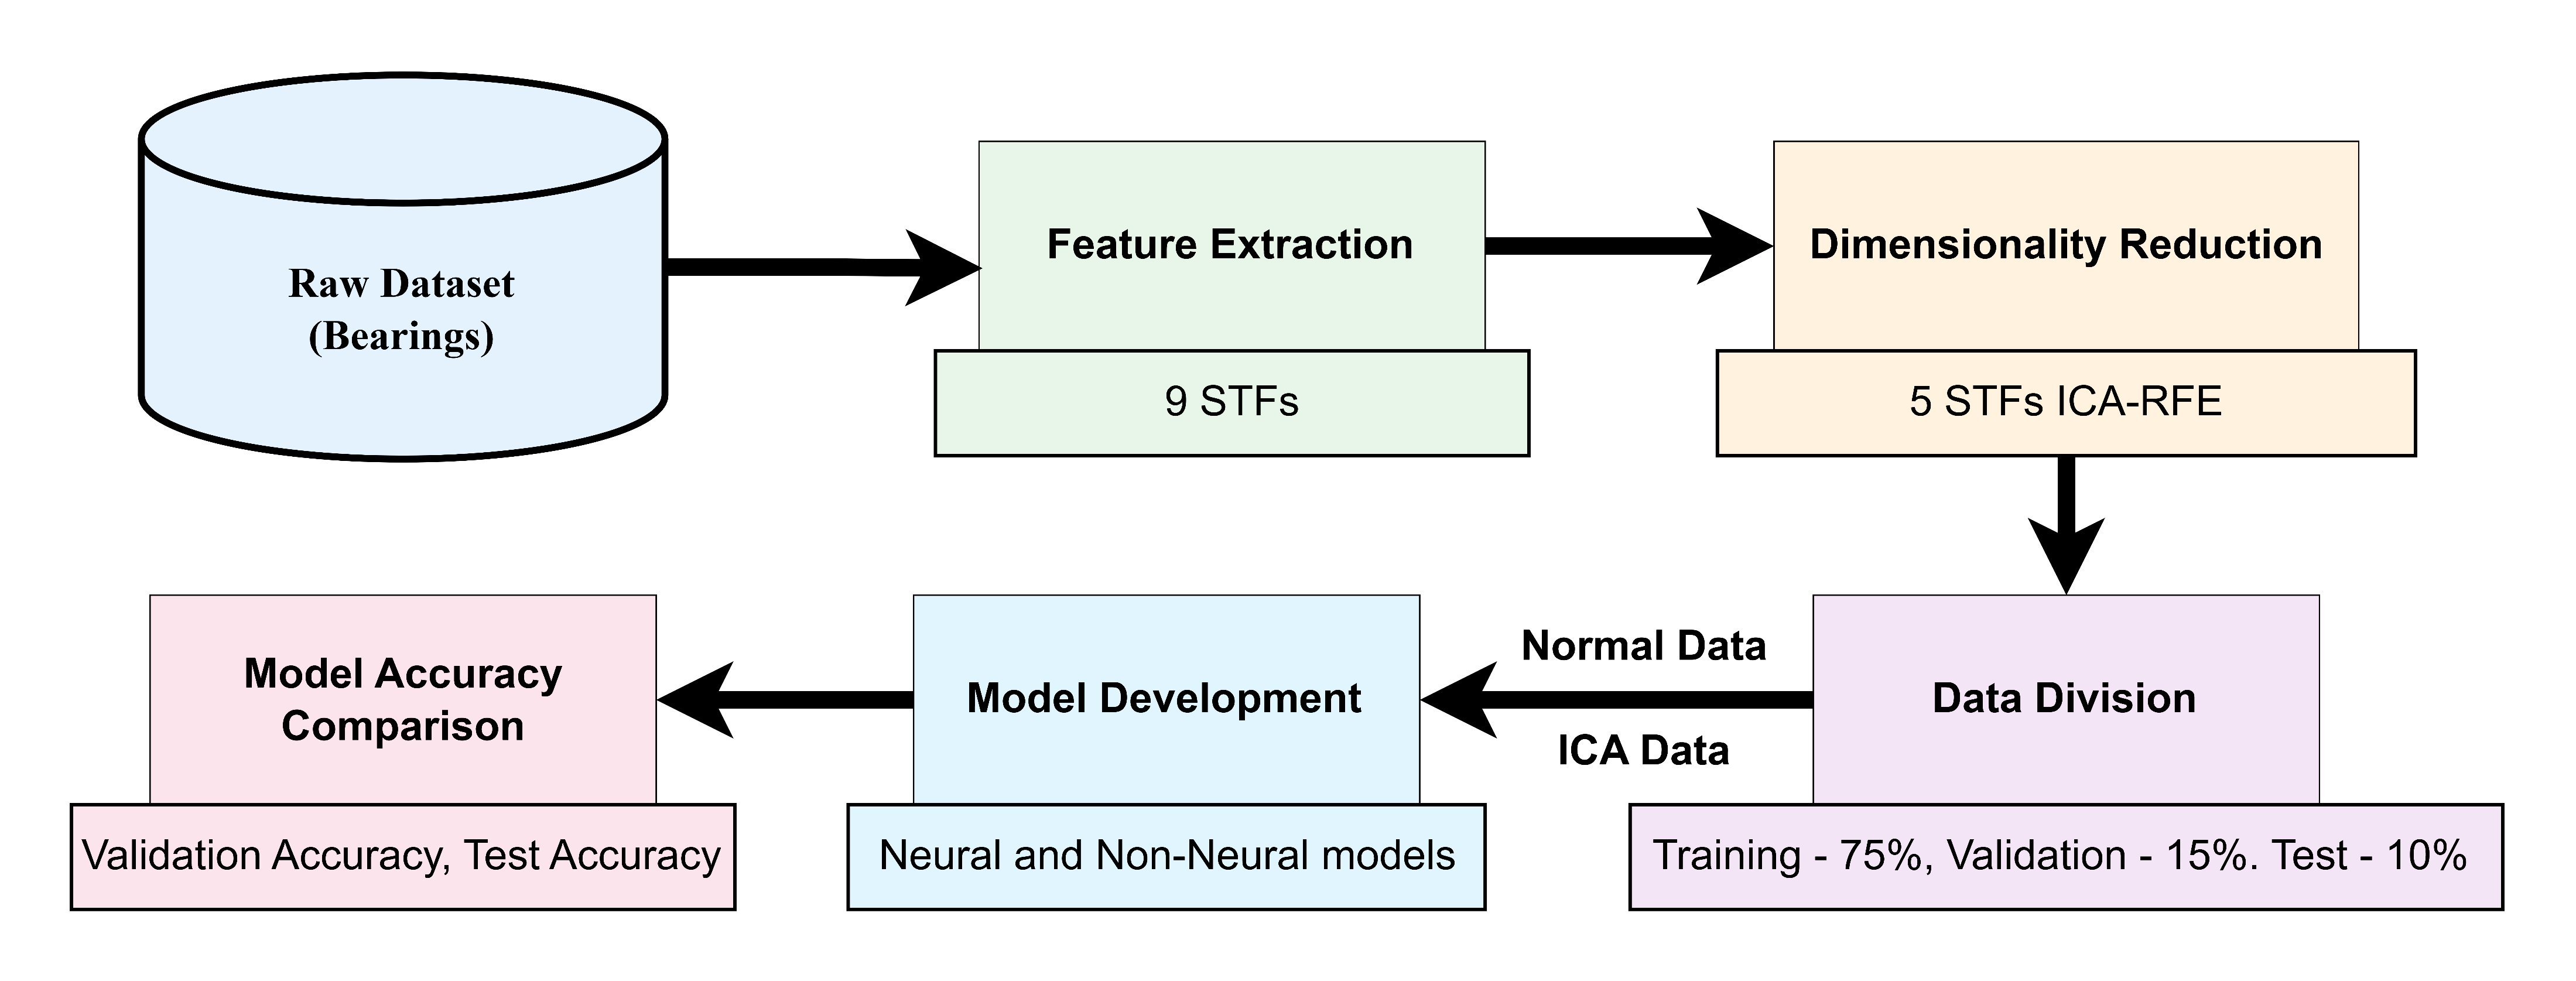 Raw Dataset
(Bearings)
Feature Extraction
9 STFs
Dimensionality Reduction
5 STFs ICA-RFE
Data Division
Training - 75%, Validation - 15%. Test - 10%
Normal Data
ICA Data
Model Development
Neural and Non-Neural models
Model Accuracy
Comparison
Validation Accuracy, Test Accuracy